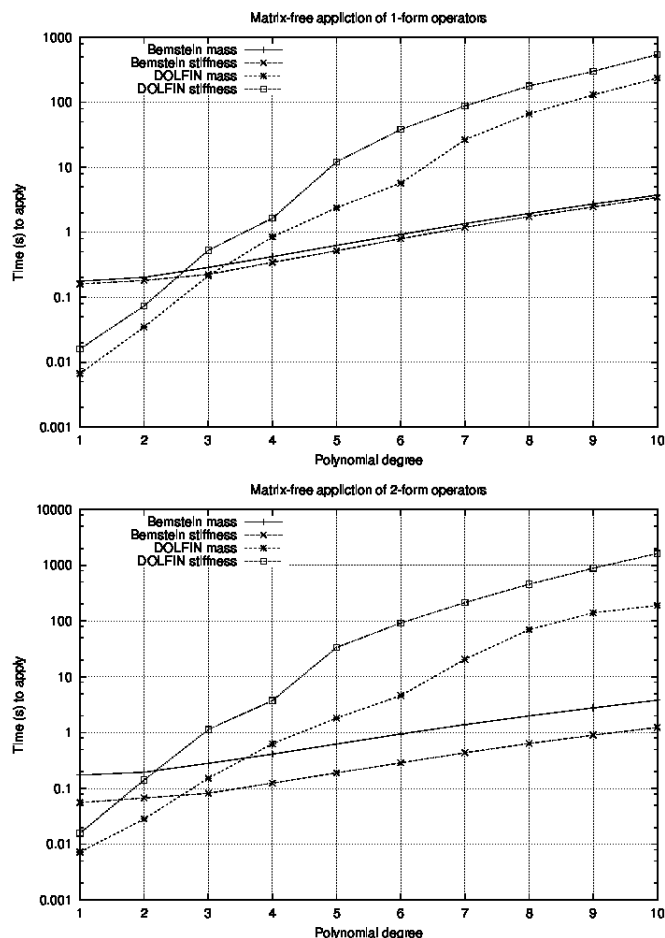 Matrix-free appliction of 1-form operators
Time (s) to apply
1000
100
10
1
0.1
0.01
0.001
Bernstein mass
Bernstein stiffness
DOLFIN mass
DOLFIN stiffness
1 2 3 4 5 6 7 8 9 10
Polynomial degree
Matrix-free appliction of 2-form operators
Time (s) to apply
10000
1000
100
10
1
0.1
0.01
0.001
Bernstein mass
Bernstein stiffness
DOLFIN mass
DOLFIN stiffness
1 2 3 4 5 6 7 8 9 10
Polynomial degree